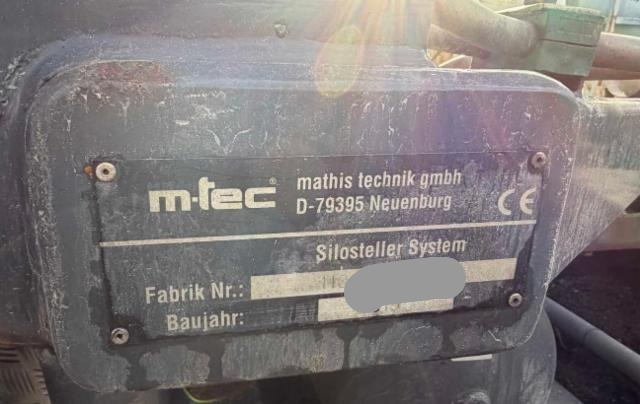 m-tec® mathis technik gmbh
D-79395 Neuenburg
CE
Silosteller System
Fabrik Nr.:
Baujahr: